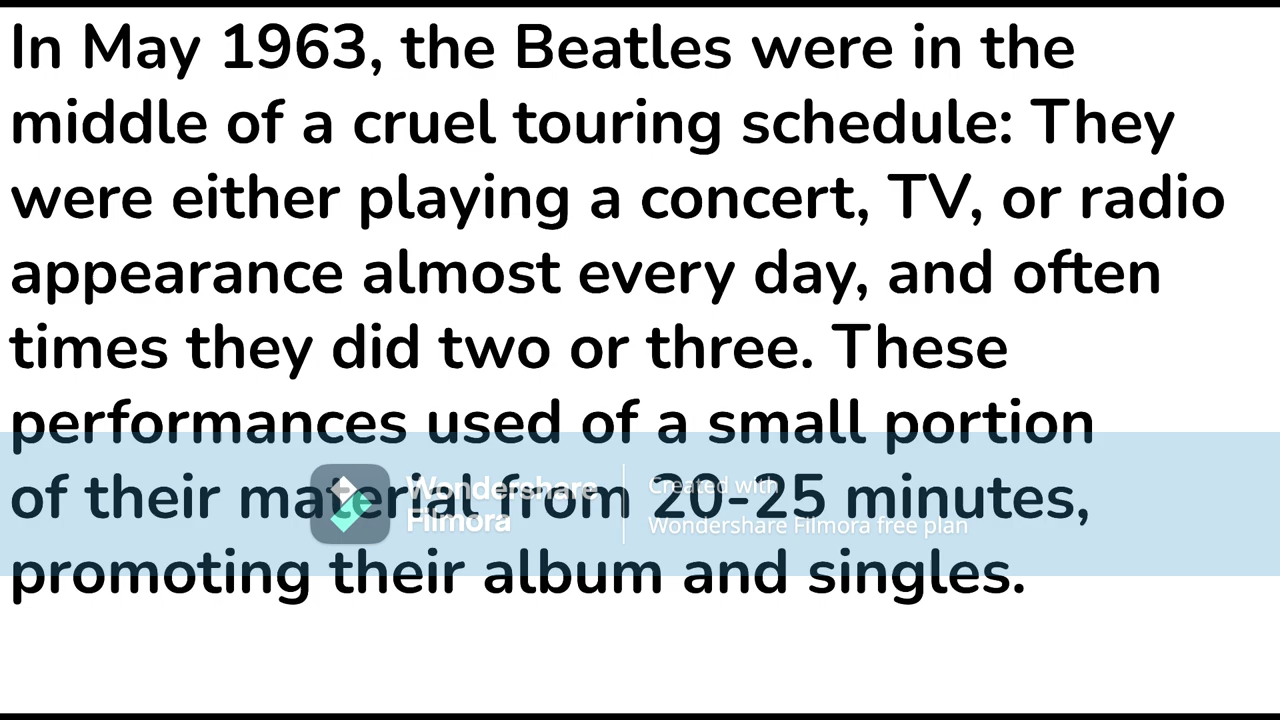 In May 1963, the Beatles were in the
middle of a cruel touring schedule: They
were either playing a concert, TV, or radio
appearance almost every day, and often
times they did two or three. These
performances used of a small portion
of their material from 20-25 minutes,
promoting their album and singles.
Wondershare
Filmora
Created with
Wondershare Filmora free plan